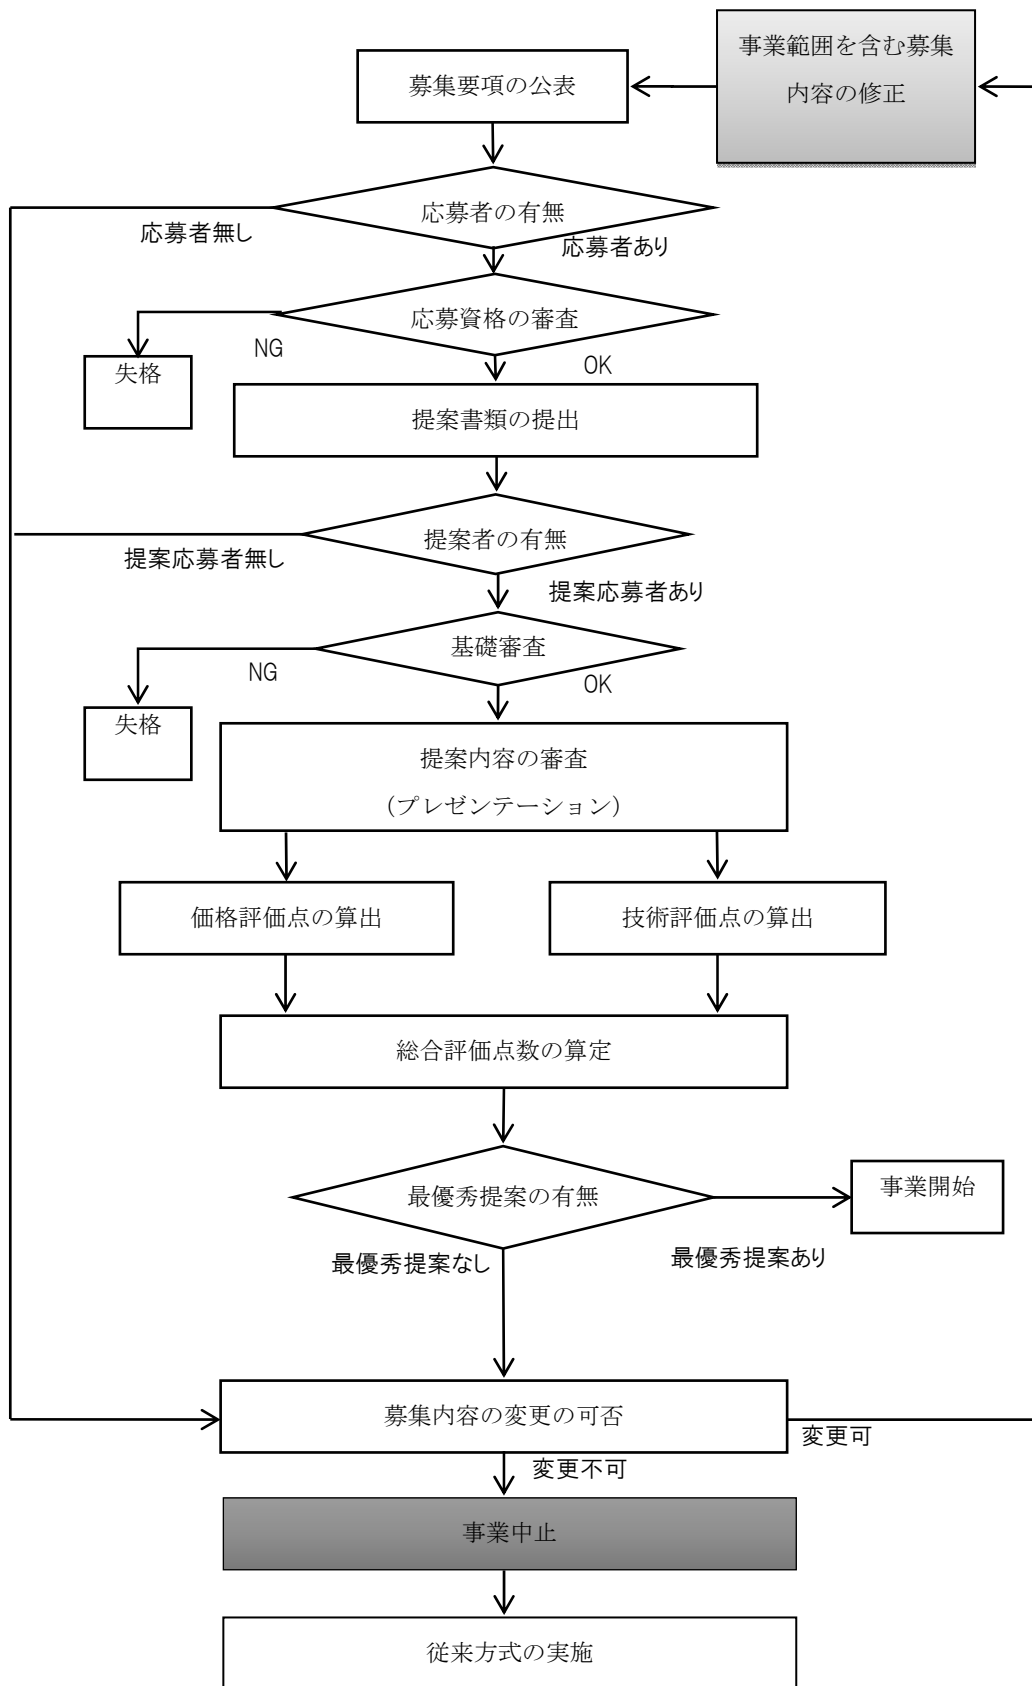 事業範囲を含む募集
内容の修正
募集要項の公表
応募者の有無
応募者無し
応募者あり
応募資格の審査
NG
OK
失格
提案書類の提出
提案者の有無
提案応募者無し
提案応募者あり
基礎審査
NG
OK
失格
提案内容の審査
（プレゼンテーション）
価格評価点の算出
技術評価点の算出
総合評価点数の算定
最優秀提案の有無
事業開始
最優秀提案なし
最優秀提案あり
募集内容の変更の可否
変更可
変更不可
事業中止
従来方式の実施